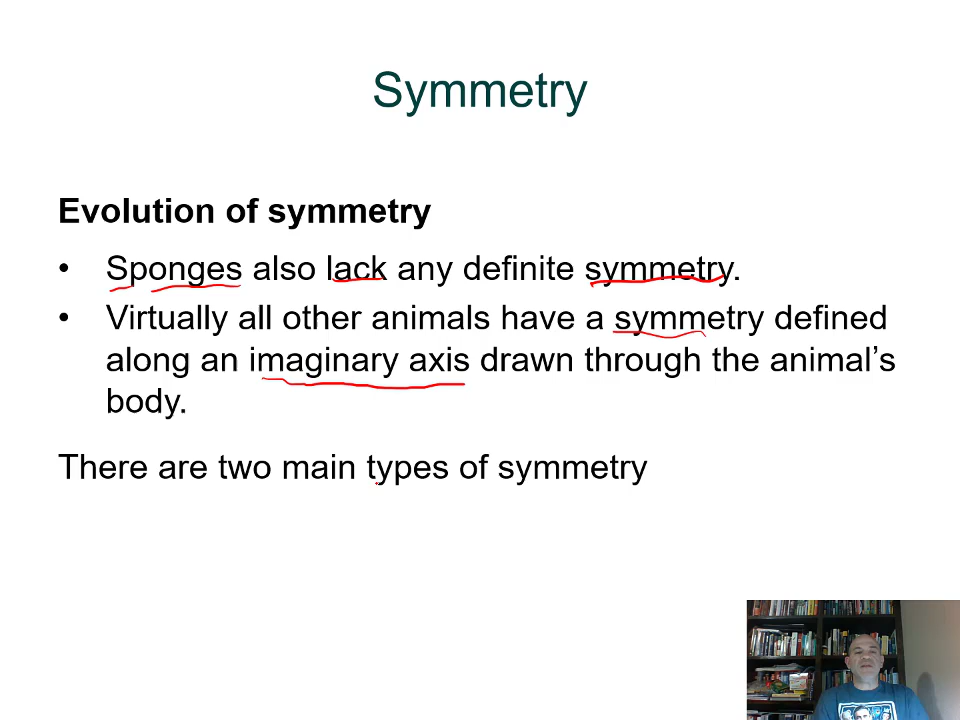 Symmetry
Evolution of symmetry
• Sponges also lack any definite symmetry.
• Virtually all other animals have a symmetry defined
along an imaginary axis drawn through the animal’s
body.
There are two main types of symmetry